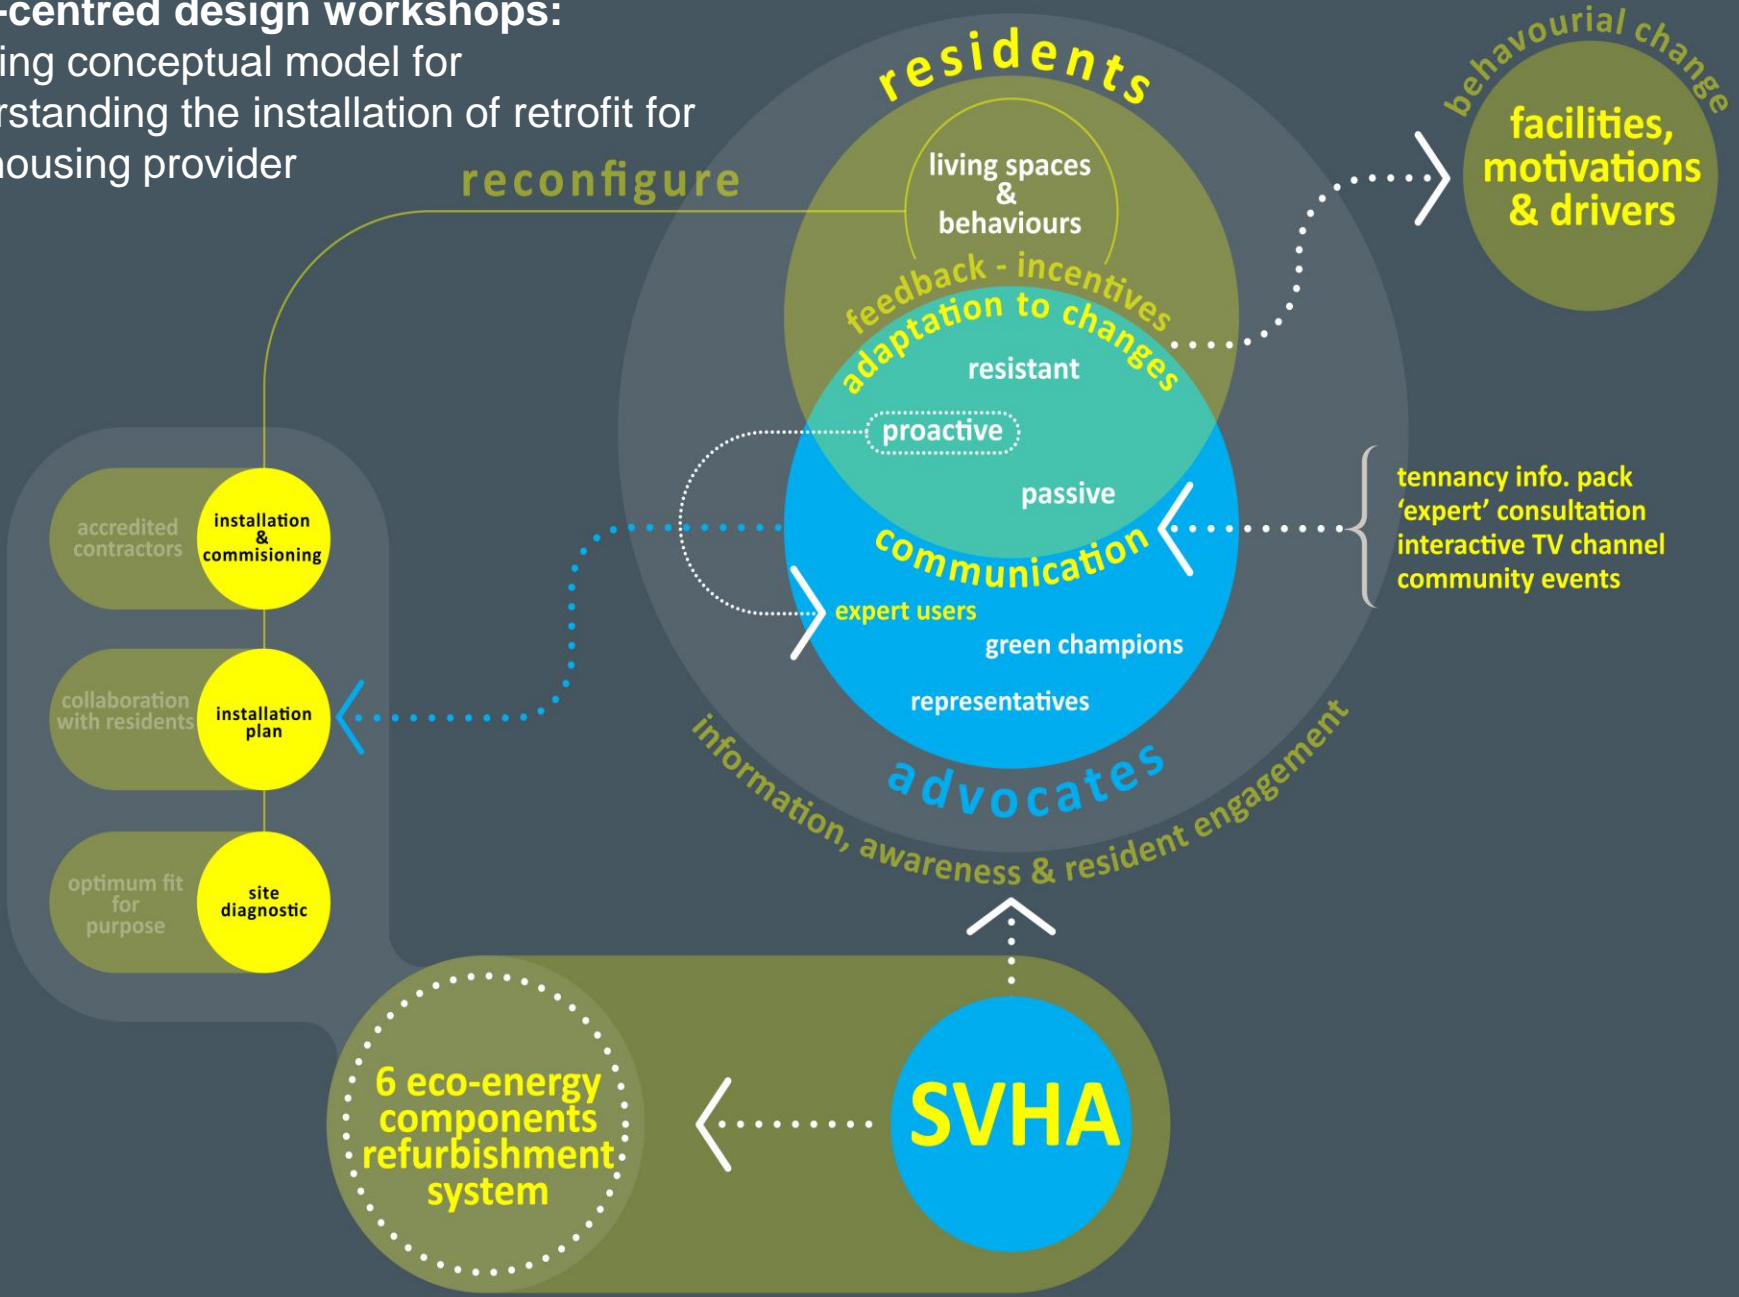 -centred design workshops:
ing conceptual model for
rstanding the installation of retrofit for
housing provider
reconfigure
residents
living spaces
&
behaviours
feedback - incentives
adaptation to changes
resistant
proactive
passive
communication
expert users
green champions
representatives
advocates
information, awareness & resident engagement
behavourial change
facilities,
motivations
& drivers
tennancy info. pack
‘expert’ consultation
interactive TV channel
community events
accredited
contractors
installation
&
commisioning
collaboration
with residents
installation
plan
optimum fit
for
purpose
site
diagnostic
6 eco-energy
components
refurbishment
system
SVHA